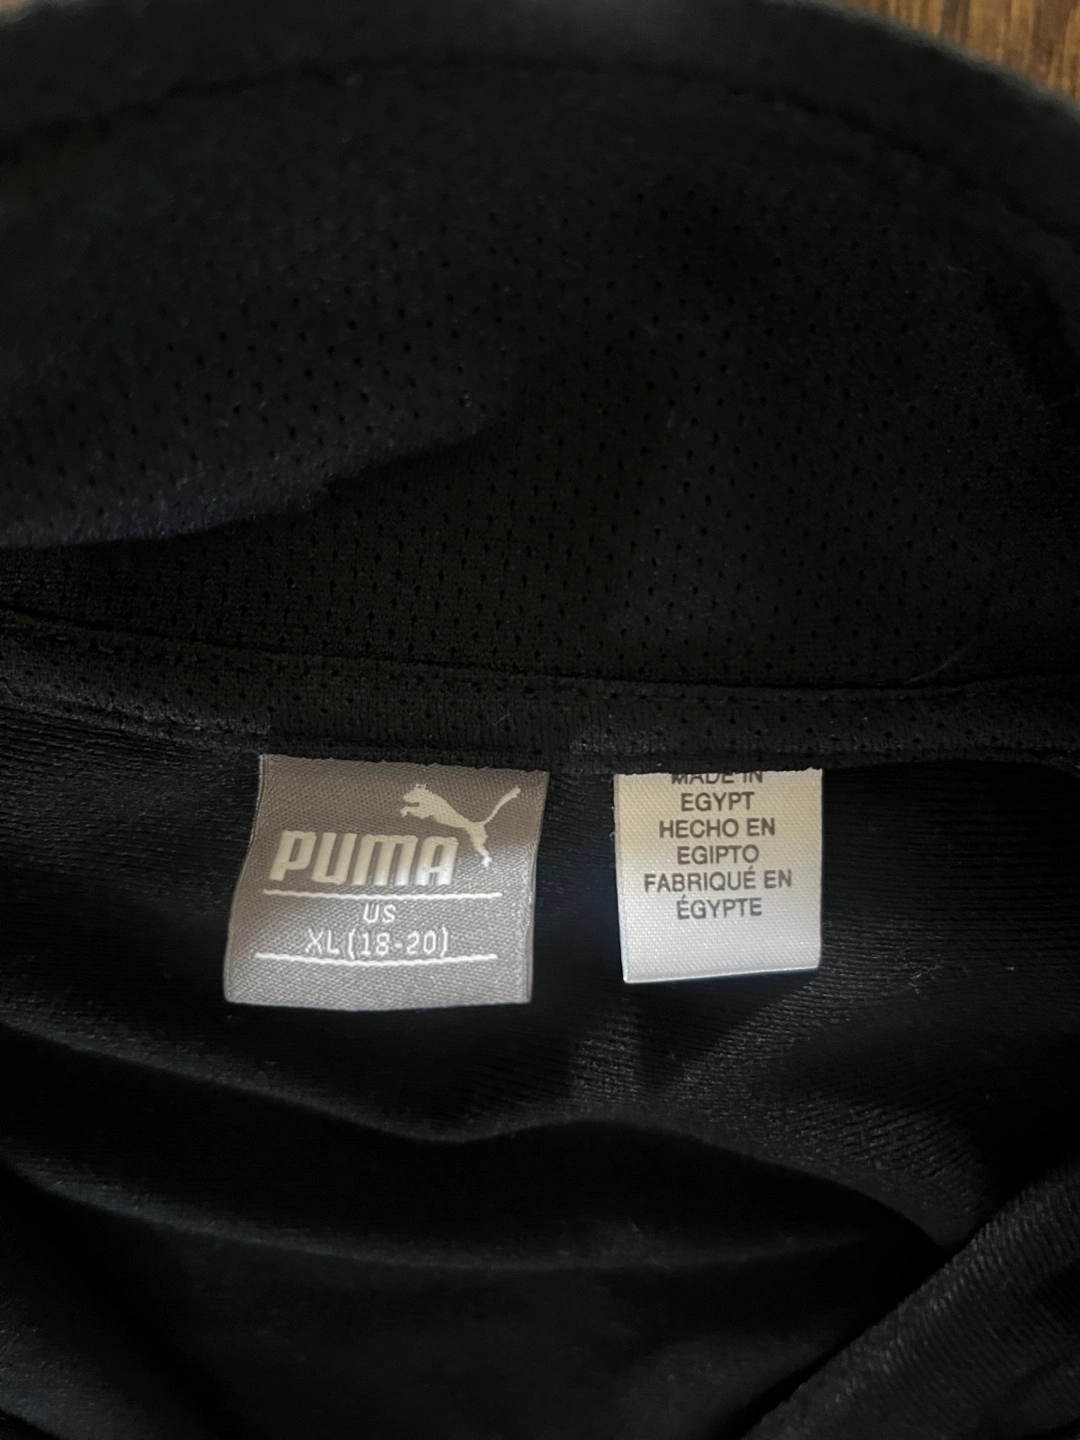 PUMA
US
XL(18-20)
MADE IN
EGYPT
HECHO EN
EGIPTO
FABRIQUÉ EN
ÉGYPTE